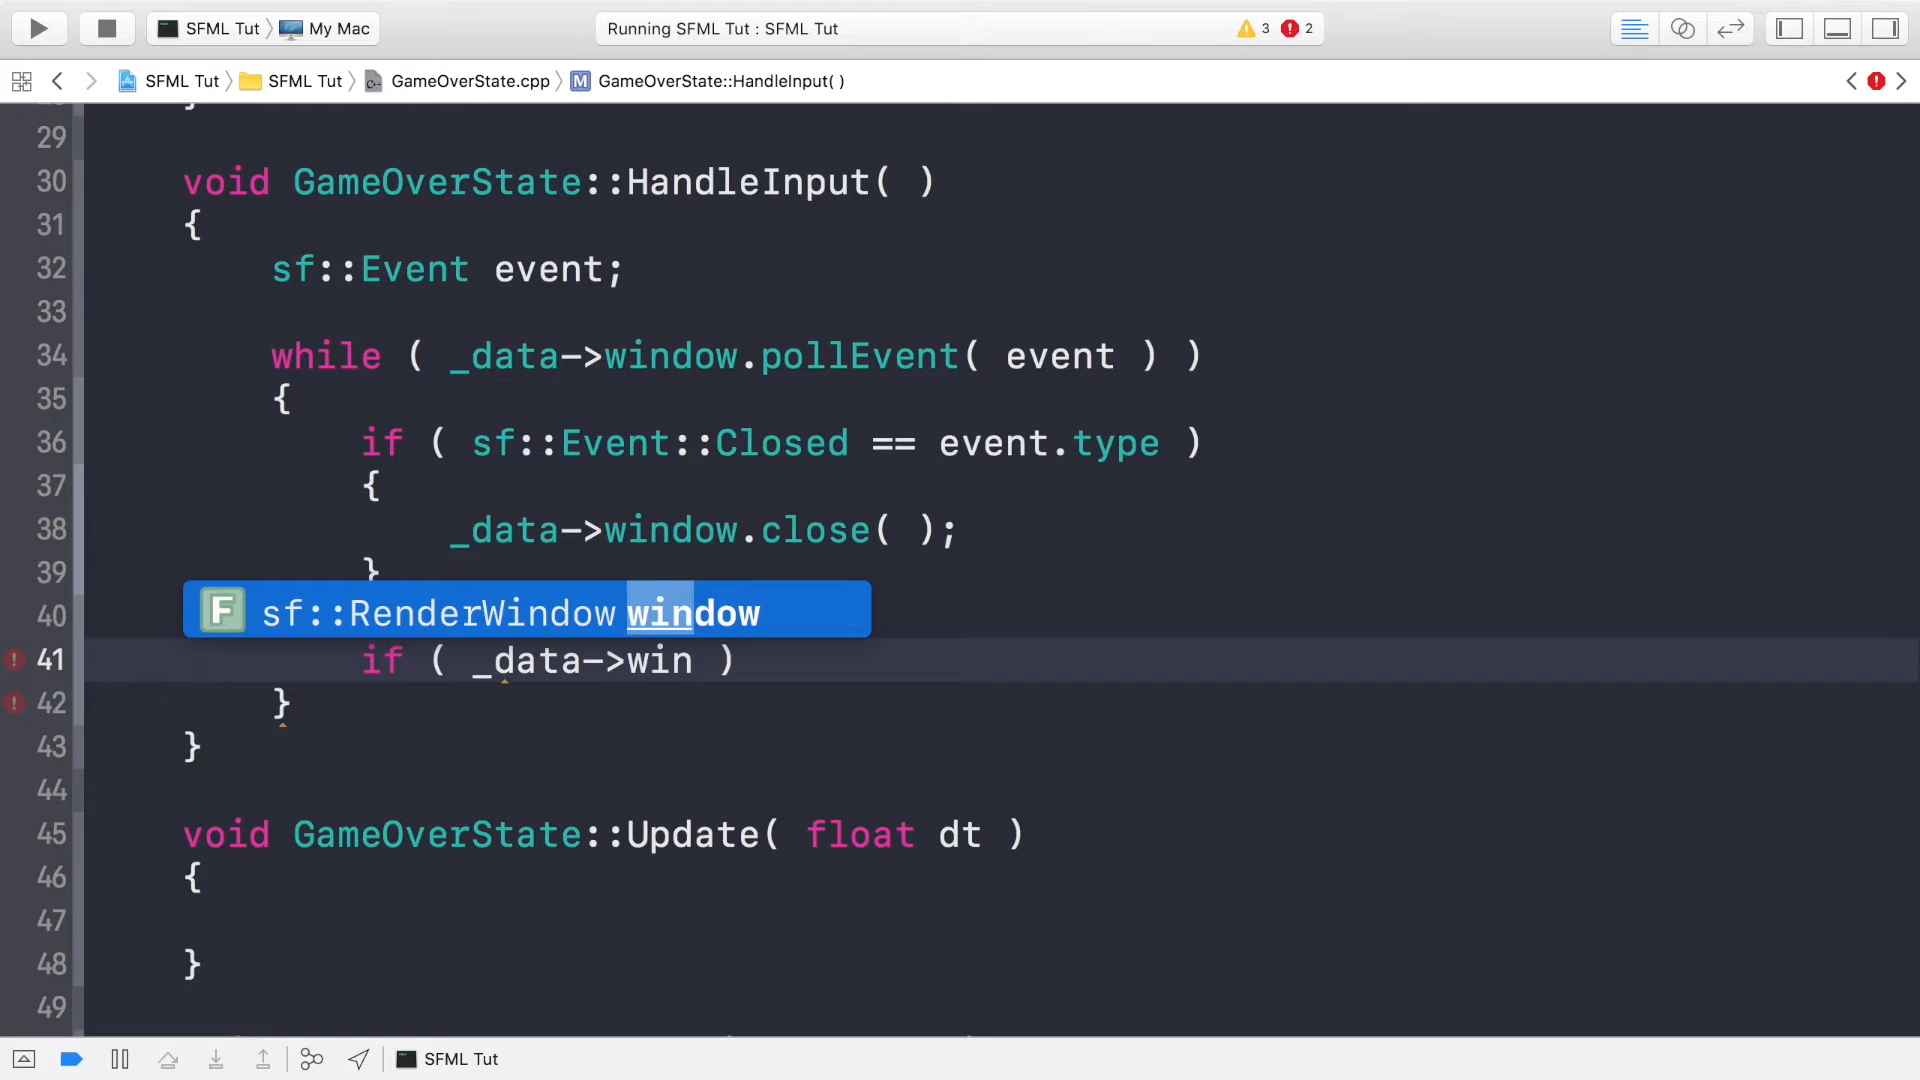 SFML Tut 〉 My Mac
Running SFML Tut : SFML Tut
3
2
SFML Tut 〉 SFML Tut 〉 GameOverState.cpp 〉 M GameOverState::HandleInput( )
29
30 void GameOverState::HandleInput( )
31 {
32 sf::Event event;
33
34 while ( _data->window.pollEvent( event ) )
35 {
36 if ( sf::Event::Closed == event.type )
37 {
38 _data->window.close( );
39 }
40 F sf::RenderWindow window
41 if ( _data->win )
42 }
43 }
44
45 void GameOverState::Update( float dt )
46 {
47
48 }
49
SFML Tut